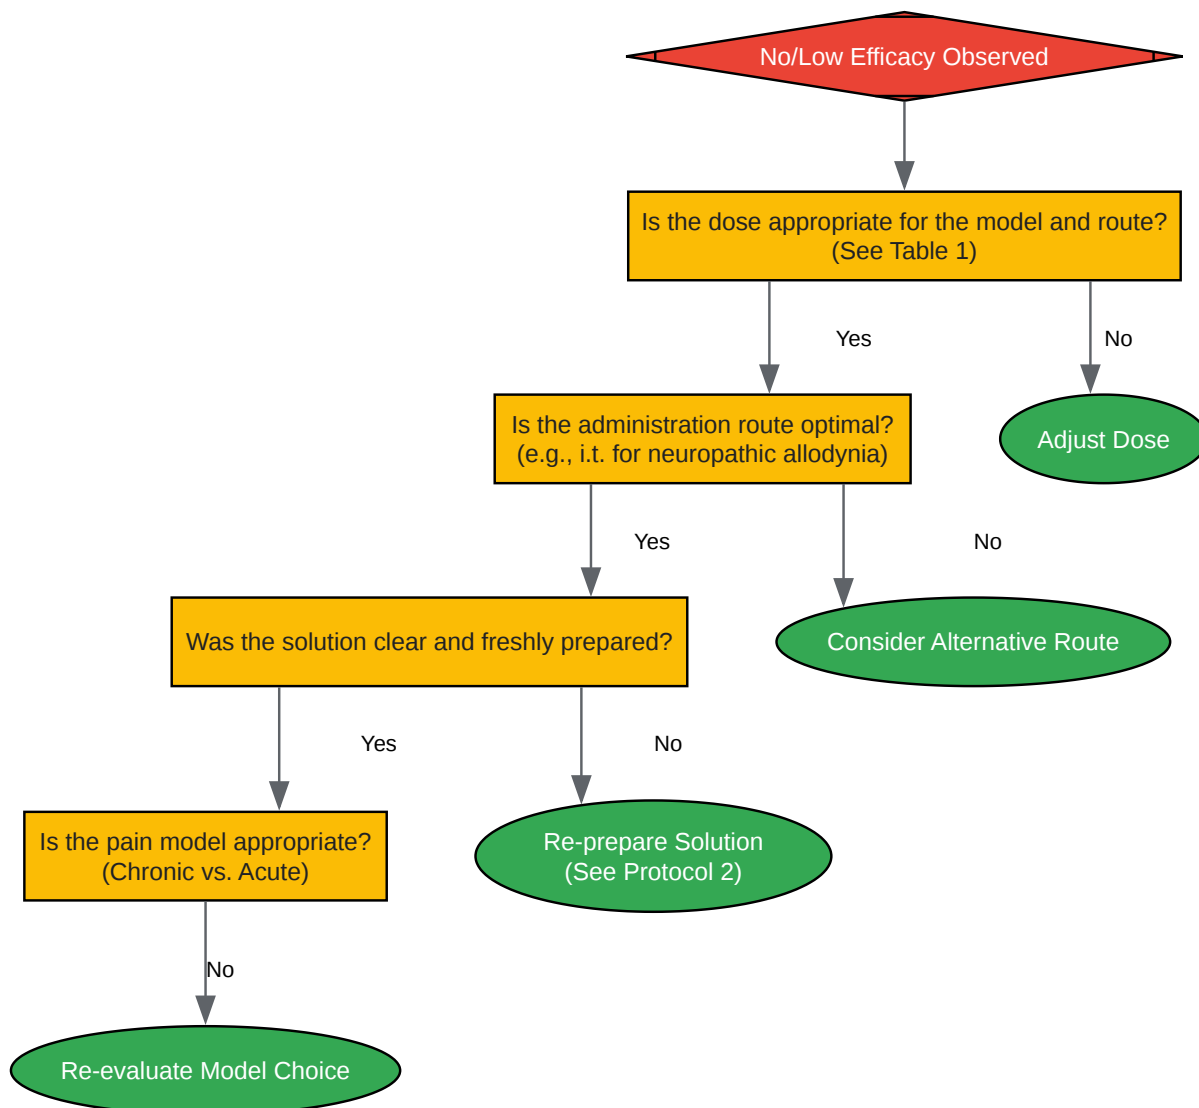 No/Low Efficacy Observed
Is the dose appropriate for the model and route?
(See Table 1)
Yes
No
Is the administration route optimal?
(e.g., i.t. for neuropathic allodynia)
Adjust Dose
Yes
No
Was the solution clear and freshly prepared?
Consider Alternative Route
Yes
No
Is the pain model appropriate?
(Chronic vs. Acute)
Re-prepare Solution
(See Protocol 2)
No
Re-evaluate Model Choice